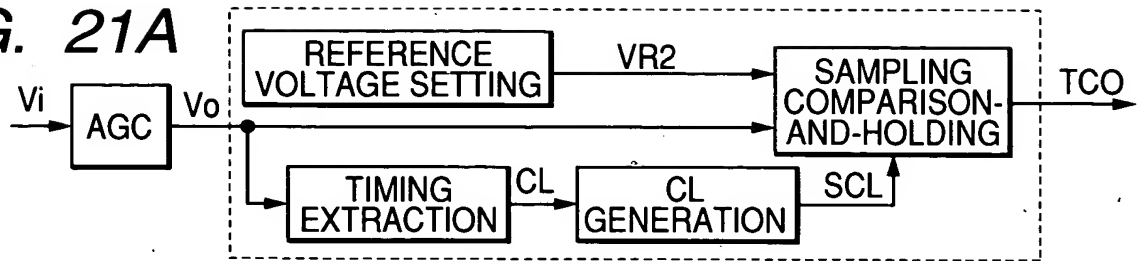 G. 21A
REFERENCE
VOLTAGE SETTING
VR2
SAMPLING
COMPARISON-
AND-HOLDING
TCO
Vi
AGC
Vo
TIMING
EXTRACTION
CL
CL
GENERATION
SCL